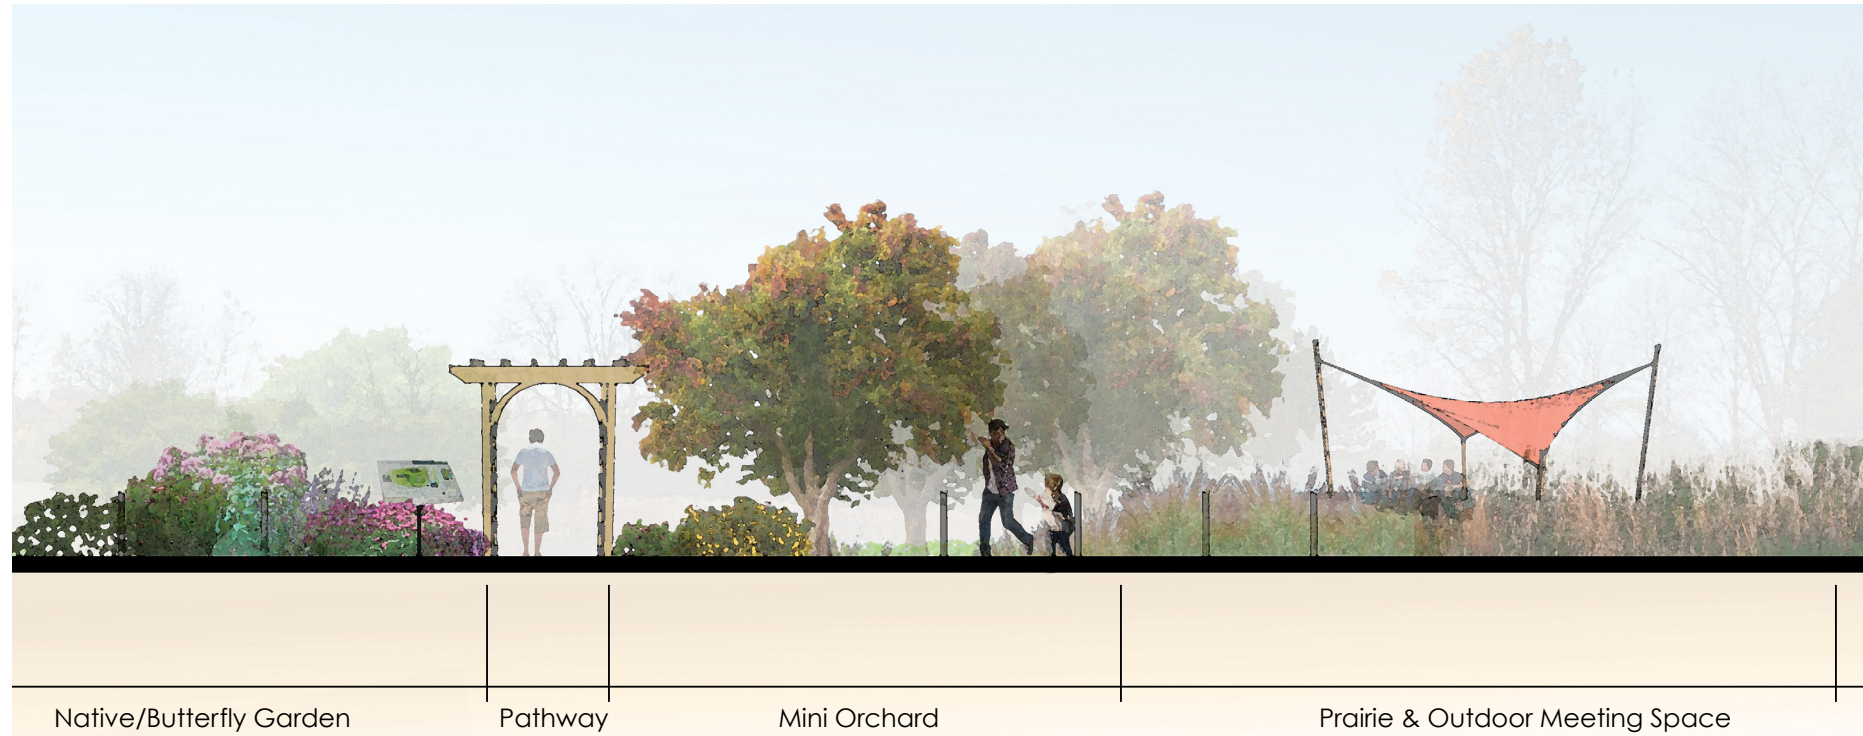 Native/Butterfly Garden
Pathway
Mini Orchard
Prairie & Outdoor Meeting Space